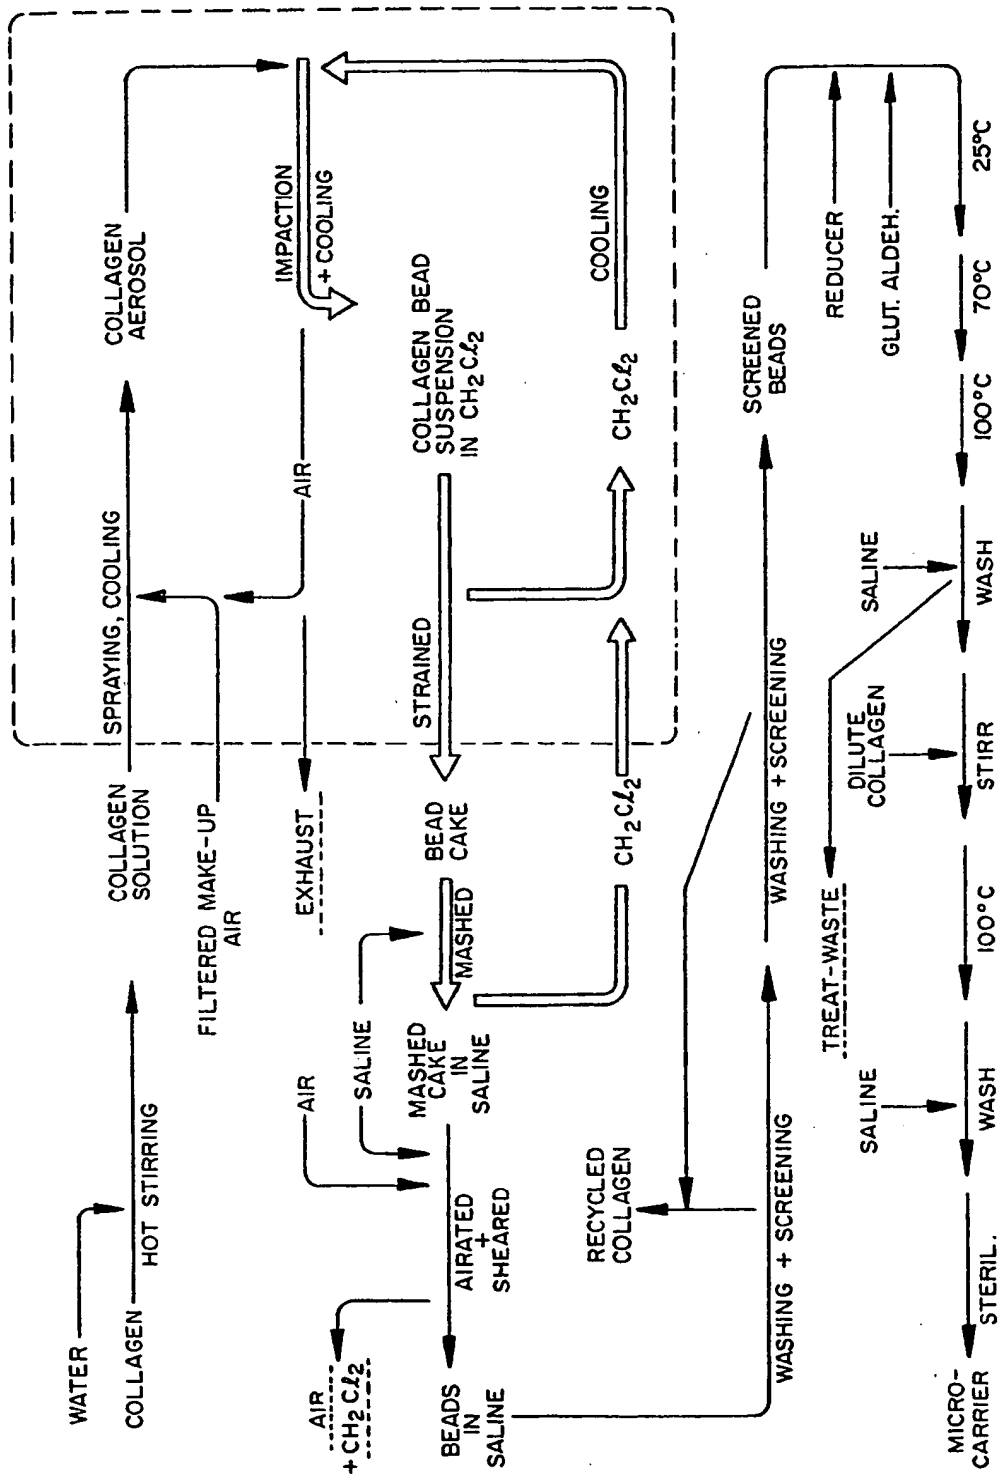 WATER
COLLAGEN
HOT STIRRING
COLLAGEN
SOLUTION
SPRAYING, COOLING
COLLAGEN
AEROSOL
FILTERED MAKE-UP
AIR
EXHAUST
AIR
IMPACTION
+ COOLING
AIR
SALINE
AIR
+ CH₂Cℓ₂
BEADS
IN
SALINE
AIRATED
+
SHEARED
MASHED
CAKE
IN
SALINE
MASHED
BEAD
CAKE
STRAINED
COLLAGEN BEAD
SUSPENSION
IN CH₂Cℓ₂
CH₂Cℓ₂
CH₂Cℓ₂
COOLING
RECYCLED
COLLAGEN
WASHING + SCREENING
WASHING + SCREENING
SCREENED
BEADS
REDUCER
GLUT. ALDEH.
TREAT-WASTE
SALINE
DILUTE
COLLAGEN
SALINE
MICRO-
CARRIER
STERIL.
WASH
100°C
STIRR
WASH
100°C
70°C
25°C